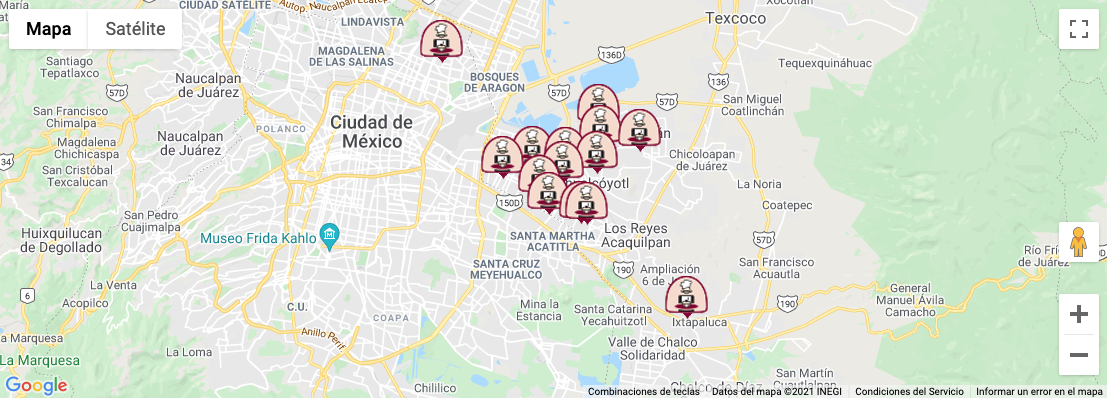 Mapa
Satélite
CIUDAD SATÉLITE
Autop. Naucalpan Ecatepec
LINDAVISTA
Texcoco
Xocotlán
MAGDALENA
DE LAS SALINAS
136D
Tequexquináhuac
Santiago
Tepatlaxco
Naucalpan
de Juárez
BOSQUES
DE ARAGON
57D
57D
57D
136
San Miguel
Coatlinchán
San Francisco
Chimalpa
POLANCO
Ciudad de
México
Naucalpan
de Juárez
Magdalena
Chichicaspa
134
San Cristóbal
Texcalucan
Chicoloapan
de Juárez
La Noria
Coatepec
150D
San Pedro
Cuajimalpa
Huixquilucan
de Degollado
Museo Frida Kahlo
SANTA MARTHA
ACATITLA
Los Reyes
Acaquilpan
57D
Río Frío
de Juárez
SANTA CRUZ
MEYEHUALCO
190
Ampliación
San Francisco
Acuautla
La Venta
6
Acopilco
C.U.
COAPA
Mina la
Estancia
Santa Catarina
Yecahuitzotl
Ixtapaluca
190
General
Manuel Ávila
Camacho
Anillo Perif
La Marquesa
La Marquesa
La Loma
Valle de Chalco
Solidaridad
San Martín
Cuautlalpan
Chililico
Google
Combinaciones de teclas
Datos del mapa ©2021 INEGI
Condiciones del Servicio
Informar un error en el mapa